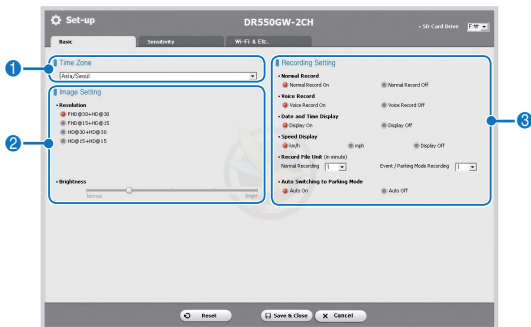 Set-up
DR550GW-2CH
• SD Card Drive F:₩
Basic
Sensitivity
Wi-Fi & Etc.
1
Time Zone
Asia/Seoul
2
Image Setting
• Resolution
FHD@30+HD@30
FHD@15+HD@15
HD@30+HD@30
HD@15+HD@15
• Brightness
Normal
Bright
3
Recording Setting
• Normal Record
Normal Record On Normal Record Off
• Voice Record
Voice Record On Voice Record Off
• Date and Time Display
Display On Display Off
• Speed Display
km/h mph Display Off
• Record File Unit (in minute)
Normal Recording 1 Event / Parking Mode Recording 1
• Auto Switching to Parking Mode
Auto On Auto Off
Reset
Save & Close
X Cancel